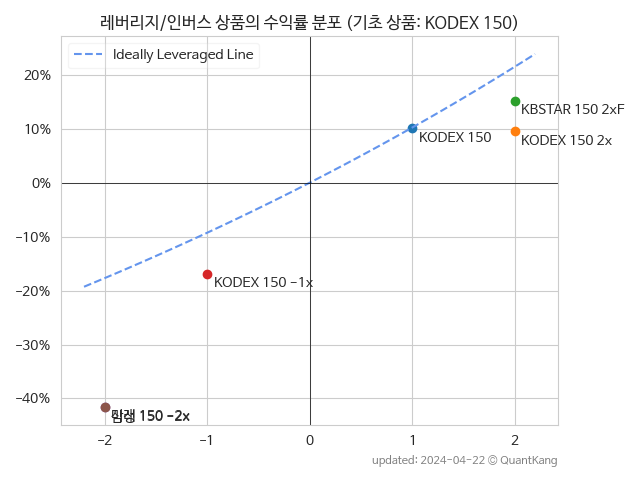 레버리지/인버스 상품의 수익률 분포 (기초 상품: KODEX 150)
Ideally Leveraged Line
20%
10%
0%
−10%
−20%
−30%
−40%
KBSTAR 150 2xF
KODEX 150
KODEX 150 2x
KODEX 150 −1x
150 −2x
−2
−1
0
1
2
updated: 2024-04-22 © QuantKang